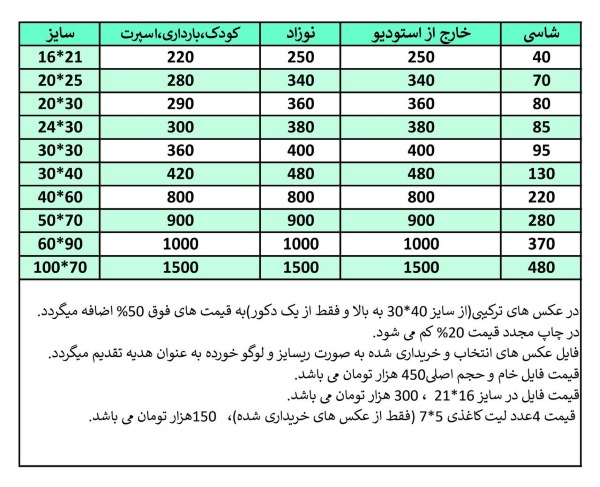 سایز کودک،بارداری،اسپرت نوزاد خارج از استودیو شاسی
16*21 220 250 250 40
20*25 280 340 340 70
20*30 290 360 360 80
24*30 300 380 380 85
30*30 360 400 400 95
30*40 420 480 480 130
40*60 800 800 800 220
50*70 900 900 900 280
60*90 1000 1000 1000 370
100*70 1500 1500 1500 480
در عکس های ترکیبی(از سایز 40*30 به بالا و فقط از یک دکور)به قیمت های فوق 50% اضافه میگردد.
در چاپ مجدد قیمت 20% کم می شود.
فایل عکس های انتخاب و خریداری شده به صورت ریسایز و لوگو خورده به عنوان هدیه تقدیم میگردد.
قیمت فایل خام و حجم اصلی450 هزار تومان می باشد.
قیمت فایل در سایز 16*21 ، 300 هزار تومان می باشد.
قیمت 4عدد لیت کاغذی 5*7 (فقط از عکس های خریداری شده)، 150هزار تومان می باشد.